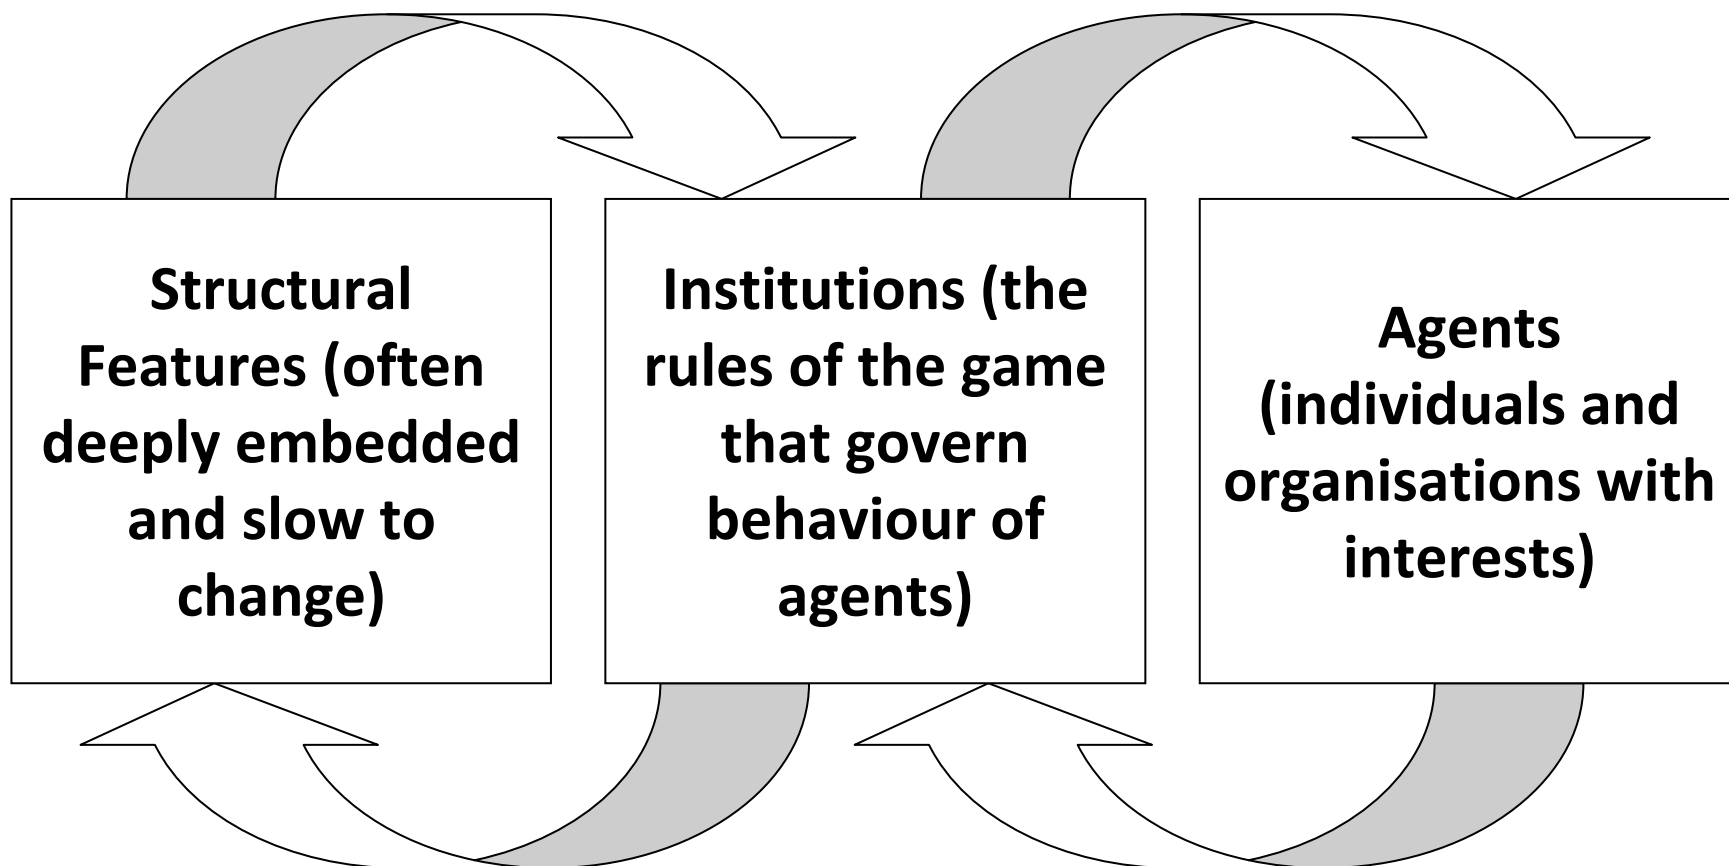 Structural
Features (often
deeply embedded
and slow to
change)
Institutions (the
rules of the game
that govern
behaviour of
agents)
Agents
(individuals and
organisations with
interests)